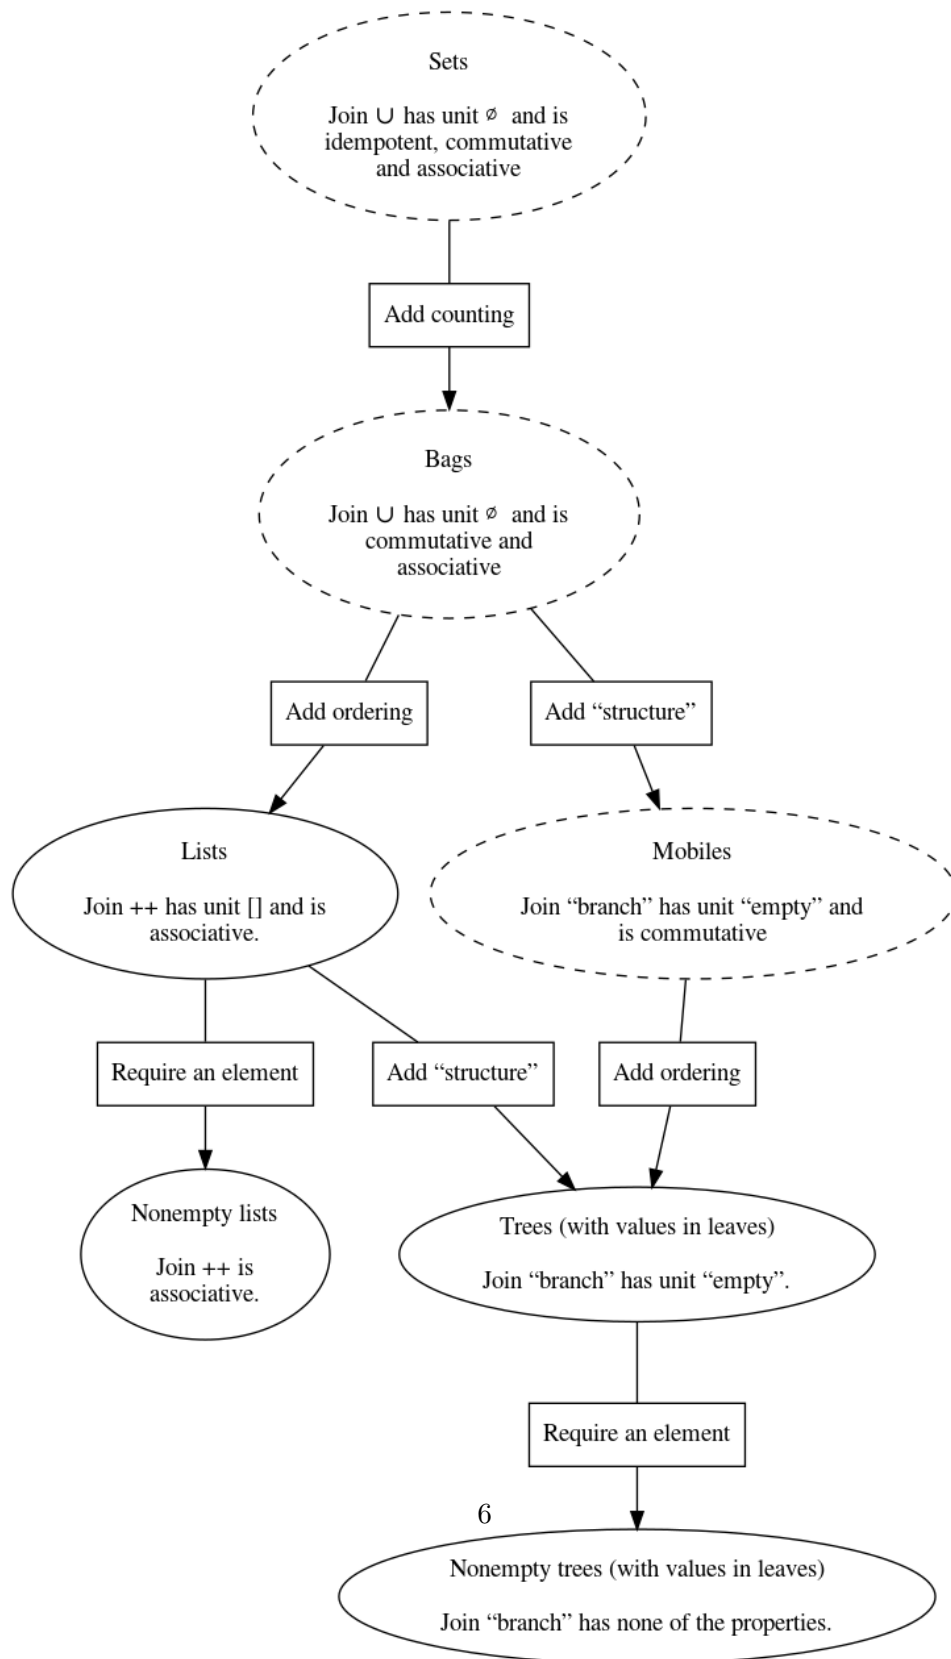 Sets
Join ∪ has unit ∅ and is
idempotent, commutative
and associative
Add counting
Bags
Join ∪ has unit ∅ and is
commutative and
associative
Add ordering
Add “structure”
Lists
Join ++ has unit [] and is
associative.
Mobiles
Join “branch” has unit “empty” and
is commutative
Require an element
Add “structure”
Add ordering
Nonempty lists
Join ++ is
associative.
Trees (with values in leaves)
Join “branch” has unit “empty”.
Require an element
6
Nonempty trees (with values in leaves)
Join “branch” has none of the properties.